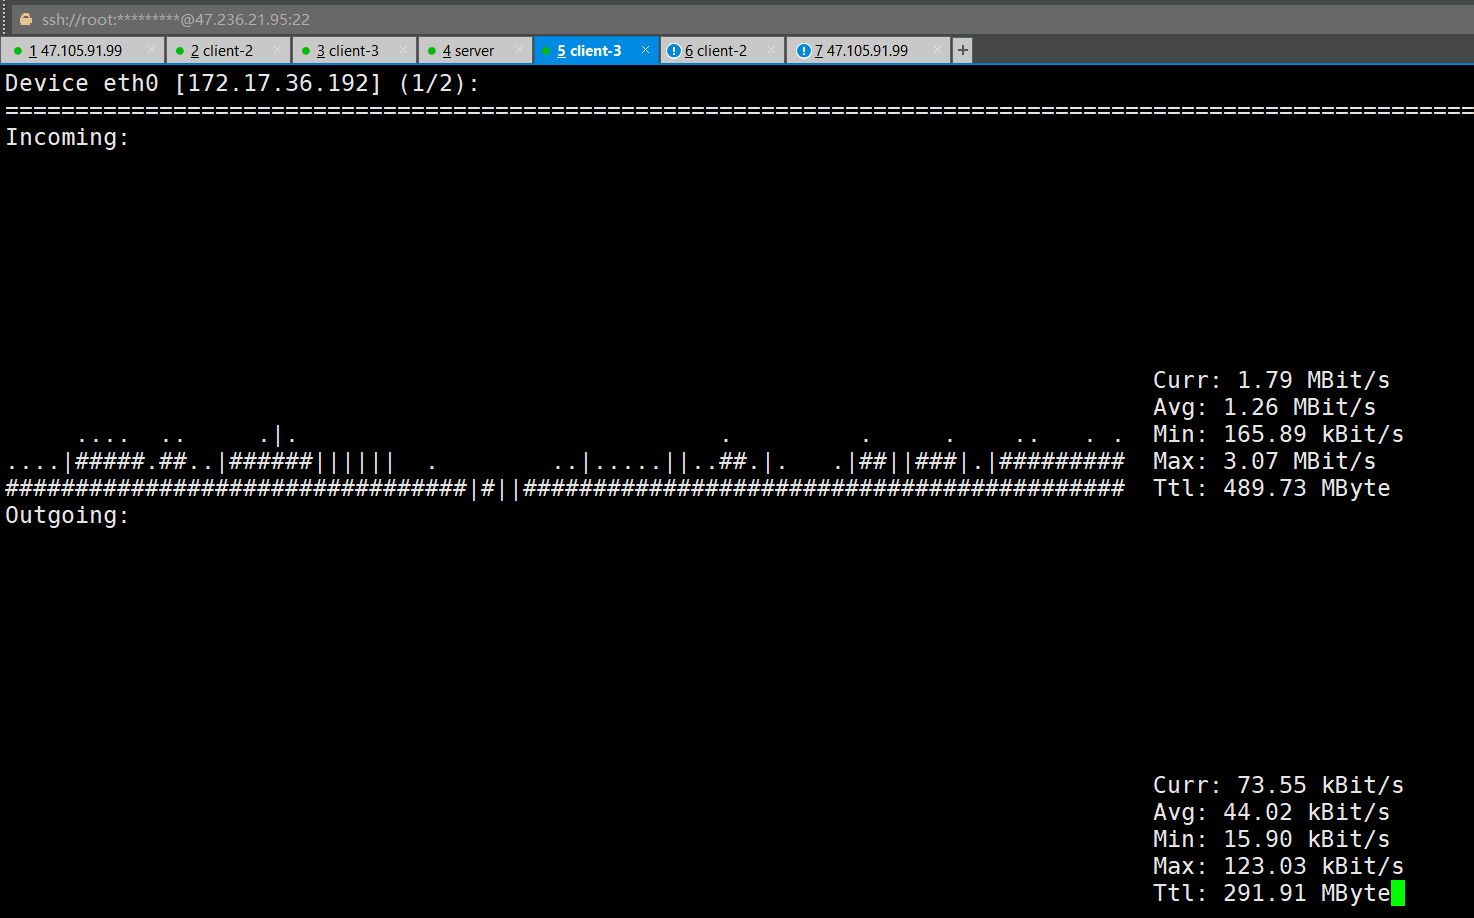 ssh://root:*********@47.236.21.95:22
1 47.105.91.99 × 2 client-2 × 3 client-3 × 4 server × 5 client-3 × 6 client-2 × 7 47.105.91.99 × +
Device eth0 [172.17.36.192] (1/2):
=========================================================================================================
Incoming:
Curr: 1.79 MBit/s
Avg: 1.26 MBit/s
.... .. .|. . . . .. . . Min: 165.89 kBit/s
....|#####.##..|######|||||| . ..|.....||..##.|. .|##||###|.|######### Max: 3.07 MBit/s
#################################|#||########################################### Ttl: 489.73 MByte
Outgoing:
Curr: 73.55 kBit/s
Avg: 44.02 kBit/s
Min: 15.90 kBit/s
Max: 123.03 kBit/s
Ttl: 291.91 MByte